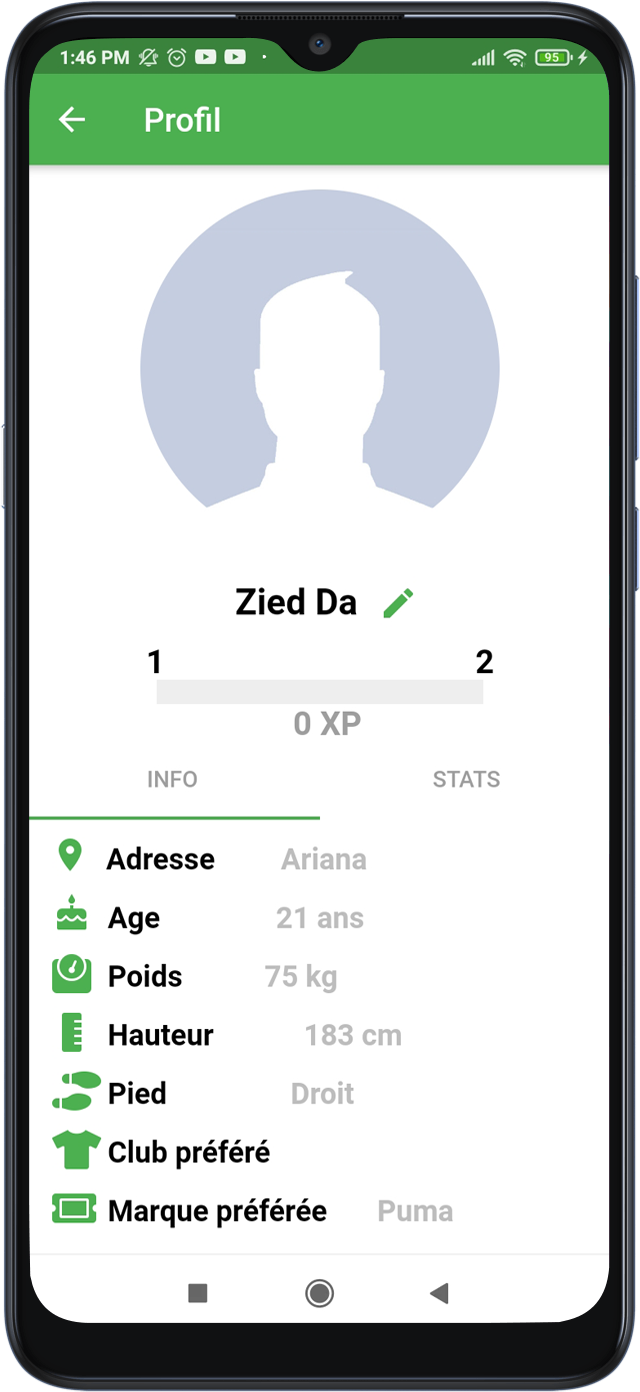 1:46 PM 95
Profil
Zied Da
1 2
0 XP
INFO STATS
Adresse Ariana
Age 21 ans
Poids 75 kg
Hauteur 183 cm
Pied Droit
Club préféré
Marque préférée Puma